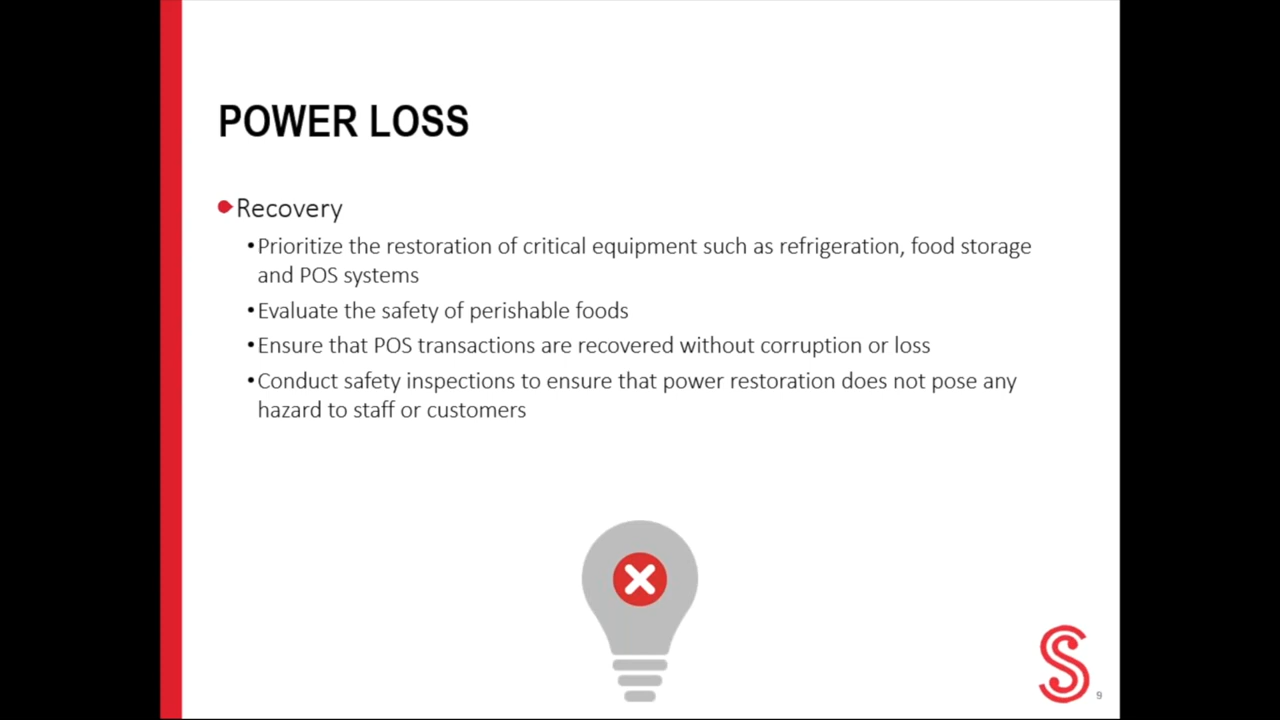 POWER LOSS
Recovery
•Prioritize the restoration of critical equipment such as refrigeration, food storage
and POS systems
•Evaluate the safety of perishable foods
•Ensure that POS transactions are recovered without corruption or loss
•Conduct safety inspections to ensure that power restoration does not pose any
hazard to staff or customers
S
9